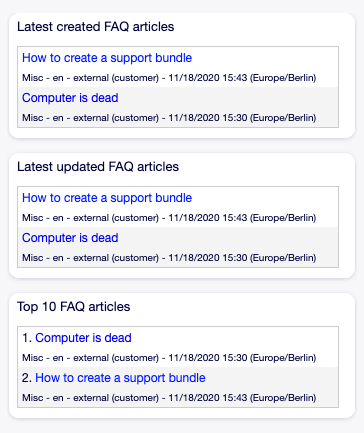 Latest created FAQ articles
How to create a support bundle
Misc - en - external (customer) - 11/18/2020 15:43 (Europe/Berlin)
Computer is dead
Misc - en - external (customer) - 11/18/2020 15:30 (Europe/Berlin)
Latest updated FAQ articles
How to create a support bundle
Misc - en - external (customer) - 11/18/2020 15:43 (Europe/Berlin)
Computer is dead
Misc - en - external (customer) - 11/18/2020 15:30 (Europe/Berlin)
Top 10 FAQ articles
1. Computer is dead
Misc - en - external (customer) - 11/18/2020 15:30 (Europe/Berlin)
2. How to create a support bundle
Misc - en - external (customer) - 11/18/2020 15:43 (Europe/Berlin)